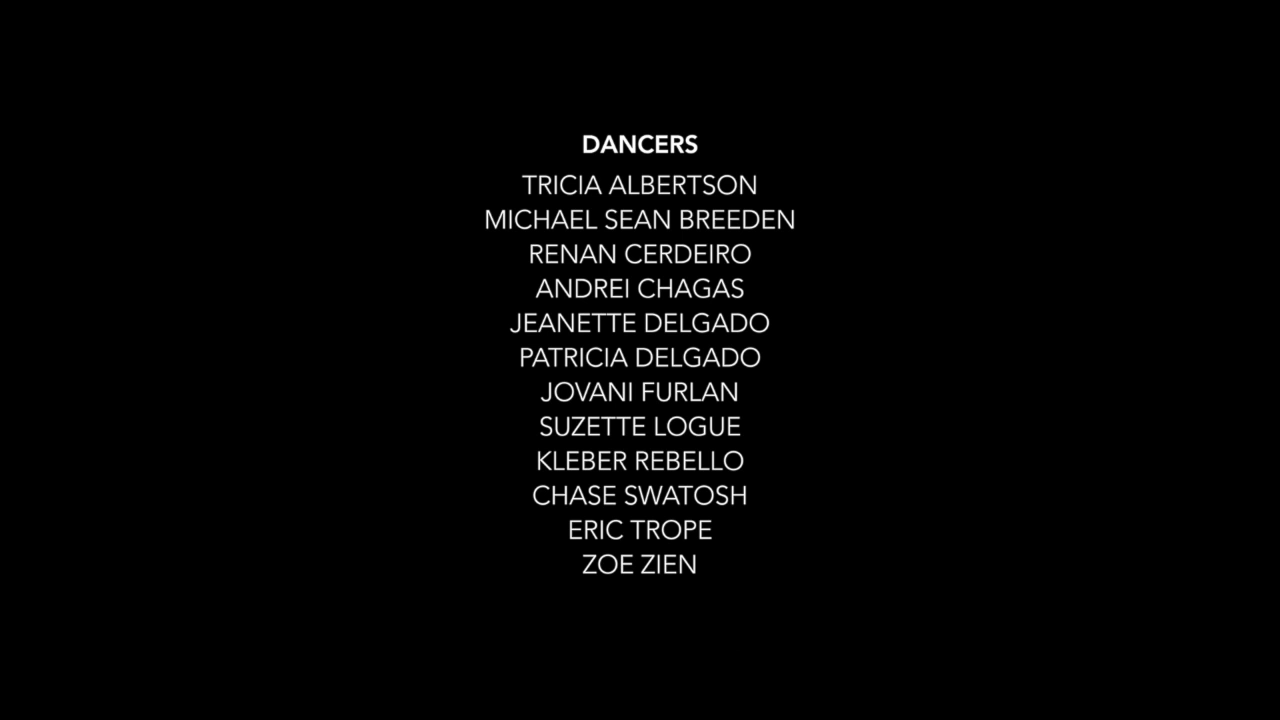 DANCERS
TRICIA ALBERTSON
MICHAEL SEAN BREEDEN
RENAN CERDEIRO
ANDREI CHAGAS
JEANETTE DELGADO
PATRICIA DELGADO
JOVANI FURLAN
SUZETTE LOGUE
KLEBER REBELLO
CHASE SWATOSH
ERIC TROPE
ZOE ZIEN